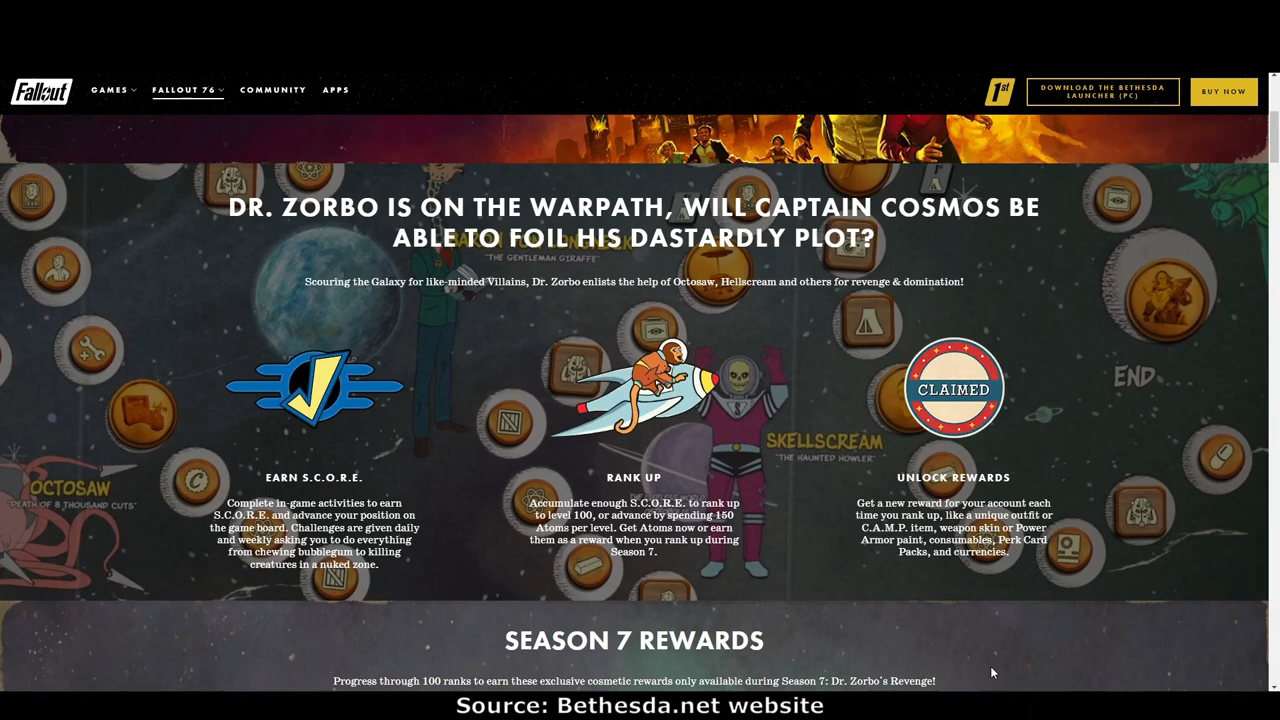 Fallout
GAMES
FALLOUT 76
COMMUNITY
APPS
1st
DOWNLOAD THE BETHESDA
LAUNCHER (PC)
BUY NOW
DR. ZORBO IS ON THE WARPATH, WILL CAPTAIN COSMOS BE
ABLE TO FOIL HIS DASTARDLY PLOT?
"THE GENTLEMAN GIRAFFE"
Scouring the Galaxy for like-minded Villains, Dr. Zorbo enlists the help of Octosaw, Hellscream and others for revenge & domination!
CLAIMED
END
SKELLSCREAM
"THE HAUNTED HOWLER"
OCTOSAW
"DEATH OF 8 THOUSAND CUTS"
EARN S.C.O.R.E.
Complete in-game activities to earn
S.C.O.R.E. and advance your position on
the game board. Challenges are given daily
and weekly asking you to do everything
from chewing bubblegum to killing
creatures in a nuked zone.
RANK UP
Accumulate enough S.C.O.R.E. to rank up
to level 100, or advance by spending 150
Atoms per level. Get Atoms now or earn
them as a reward when you rank up during
Season 7.
UNLOCK REWARDS
Get a new reward for your account each
time you rank up, like a unique outfit or
C.A.M.P. item, weapon skin or Power
Armor paint, consumables, Perk Card
Packs, and currencies.
SEASON 7 REWARDS
Progress through 100 ranks to earn these exclusive cosmetic rewards only available during Season 7: Dr. Zorbo's Revenge!
Source: Bethesda.net website